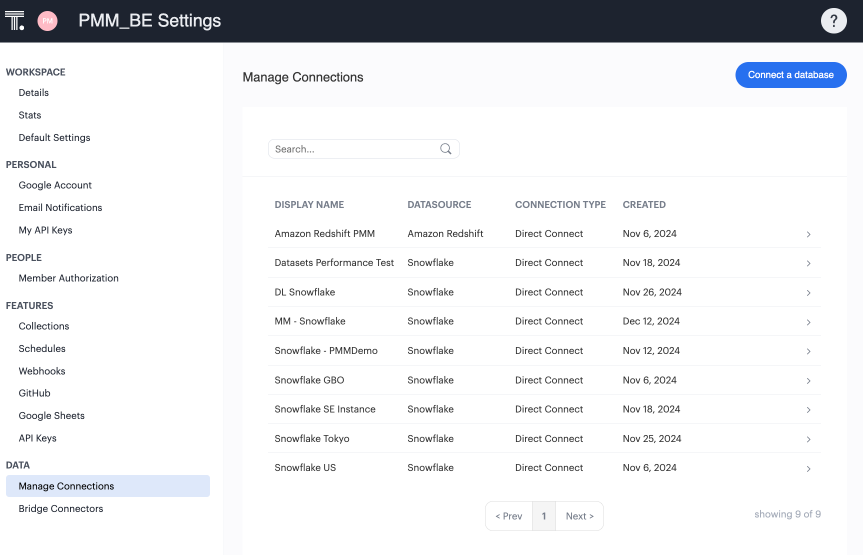 PM
PMM_BE Settings
?
WORKSPACE
Details
Stats
Default Settings
PERSONAL
Google Account
Email Notifications
My API Keys
PEOPLE
Member Authorization
FEATURES
Collections
Schedules
Webhooks
GitHub
Google Sheets
API Keys
DATA
Manage Connections
Bridge Connectors
Manage Connections
Connect a database
Search...
DISPLAY NAME DATASOURCE CONNECTION TYPE CREATED
Amazon Redshift PMM Amazon Redshift Direct Connect Nov 6, 2024
Datasets Performance Test Snowflake Direct Connect Nov 18, 2024
DL Snowflake Snowflake Direct Connect Nov 26, 2024
MM - Snowflake Snowflake Direct Connect Dec 12, 2024
Snowflake - PMMDemo Snowflake Direct Connect Nov 12, 2024
Snowflake GBO Snowflake Direct Connect Nov 6, 2024
Snowflake SE Instance Snowflake Direct Connect Nov 18, 2024
Snowflake Tokyo Snowflake Direct Connect Nov 25, 2024
Snowflake US Snowflake Direct Connect Nov 6, 2024
< Prev 1 Next >
showing 9 of 9